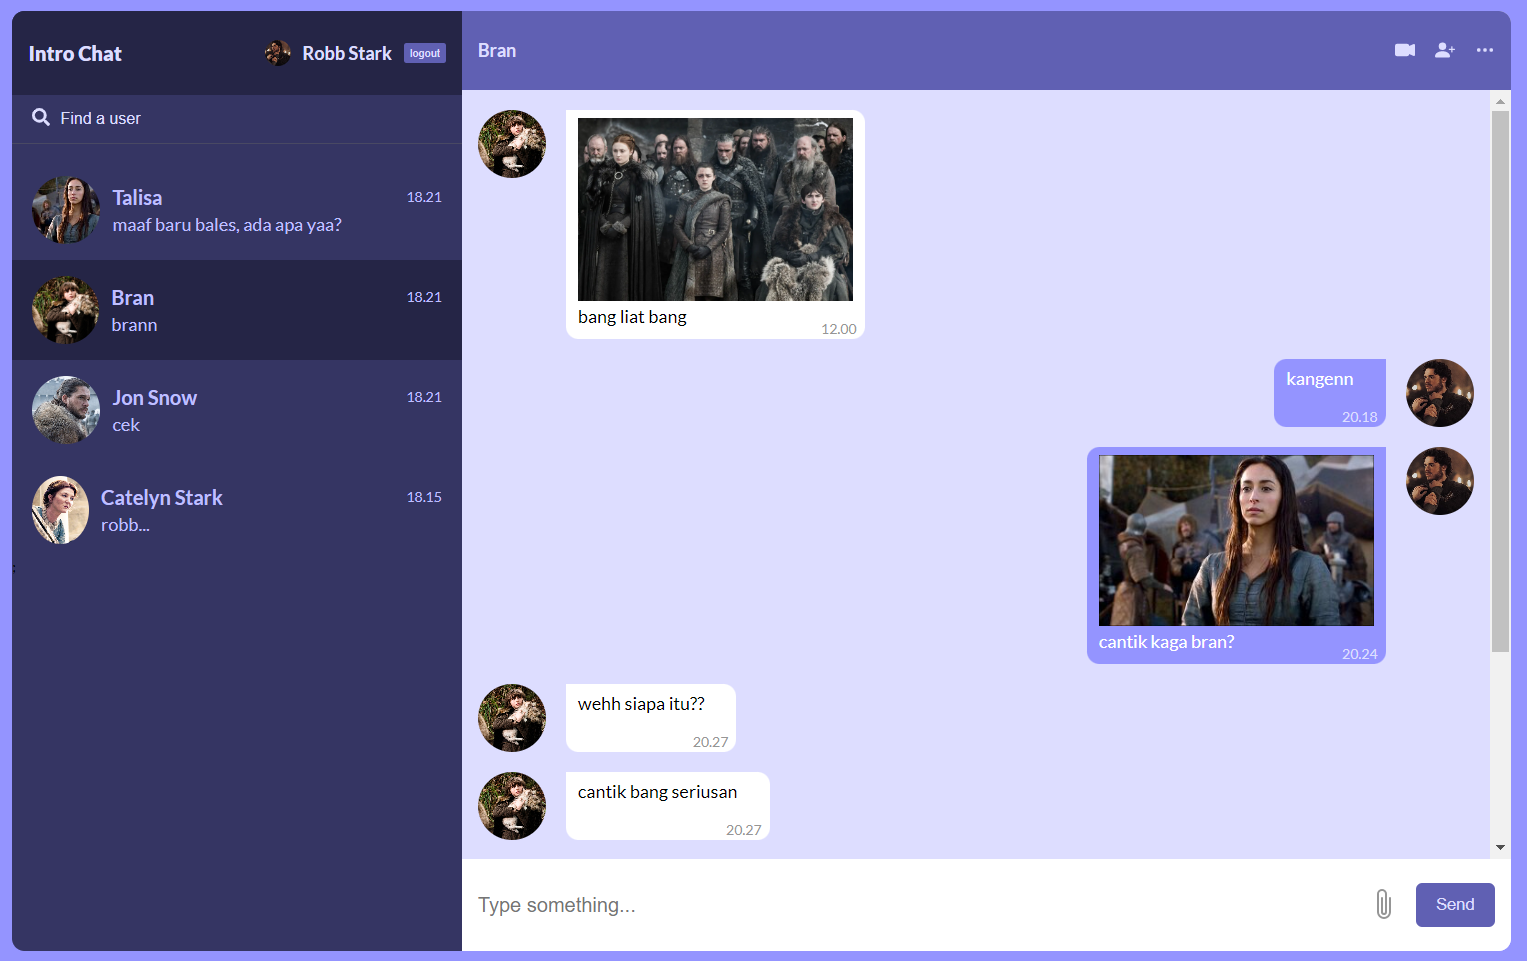 Intro Chat
Robb Stark
logout
Find a user
Talisa
18.21
maaf baru bales, ada apa yaa?
Bran
18.21
brann
Jon Snow
18.21
cek
Catelyn Stark
18.15
robb...
:
Bran
bang liat bang
12.00
kangenn
20.18
cantik kaga bran?
20.24
wehh siapa itu??
20.27
cantik bang seriusan
20.27
Type something...
Send